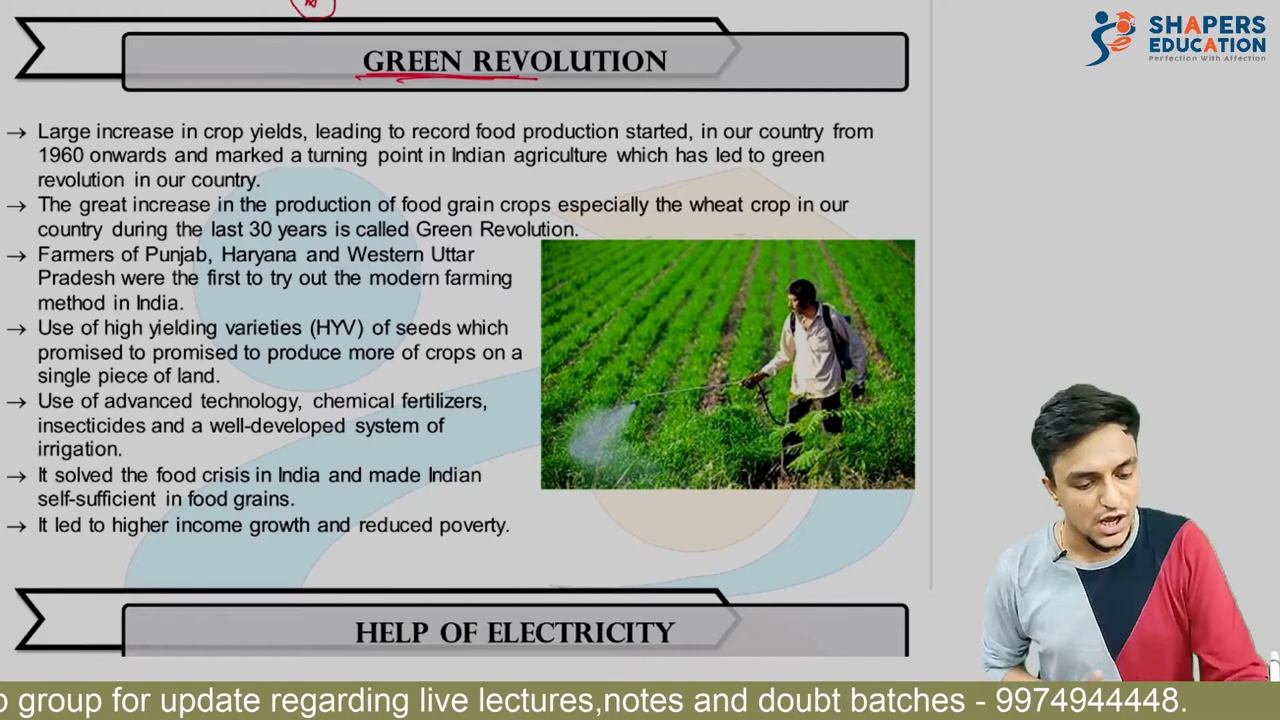 SHAPERS
EDUCATION
Perfection With Affection
GREEN REVOLUTION
→ Large increase in crop yields, leading to record food production started, in our country from
1960 onwards and marked a turning point in Indian agriculture which has led to green
revolution in our country.
→ The great increase in the production of food grain crops especially the wheat crop in our
country during the last 30 years is called Green Revolution.
→ Farmers of Punjab, Haryana and Western Uttar
Pradesh were the first to try out the modern farming
method in India.
→ Use of high yielding varieties (HYV) of seeds which
promised to promised to produce more of crops on a
single piece of land.
→ Use of advanced technology, chemical fertilizers,
insecticides and a well-developed system of
irrigation.
→ It solved the food crisis in India and made Indian
self-sufficient in food grains.
→ It led to higher income growth and reduced poverty.
HELP OF ELECTRICITY
group for update regarding live lectures,notes and doubt batches - 9974944448.